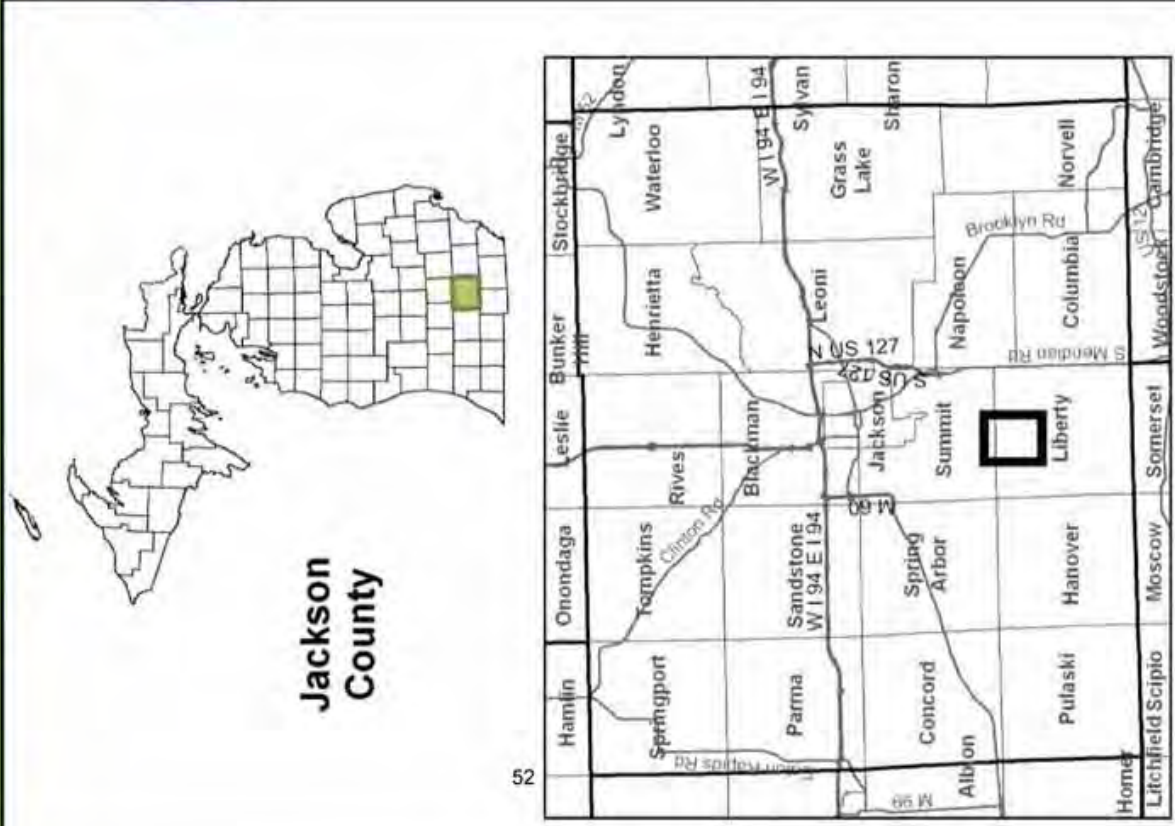 Jackson
County
52
Hamlin
Onondaga
Leslie
Bunker
Hill
Stockbridge
Lyndon
Springport
Tompkins
Rives
Henrietta
Waterloo
Clinton Rd
Rapids Rd
Parma
Sandstone
W I 94 E I 94
Blackman
Leoni
W I 94 E I 94
Sylvan
Grass
Lake
Sharon
N US 127
S US 127
Jackson
M 60
M 99
Albion
Concord
Spring
Arbor
Summit
Napoleon
Brooklyn Rd
S Meridian Rd
Pulaski
Hanover
Liberty
Columbia
Norvell
US 12
Homer
Litchfield
Scipio
Moscow
Somerset
Woodstock
Cambridge